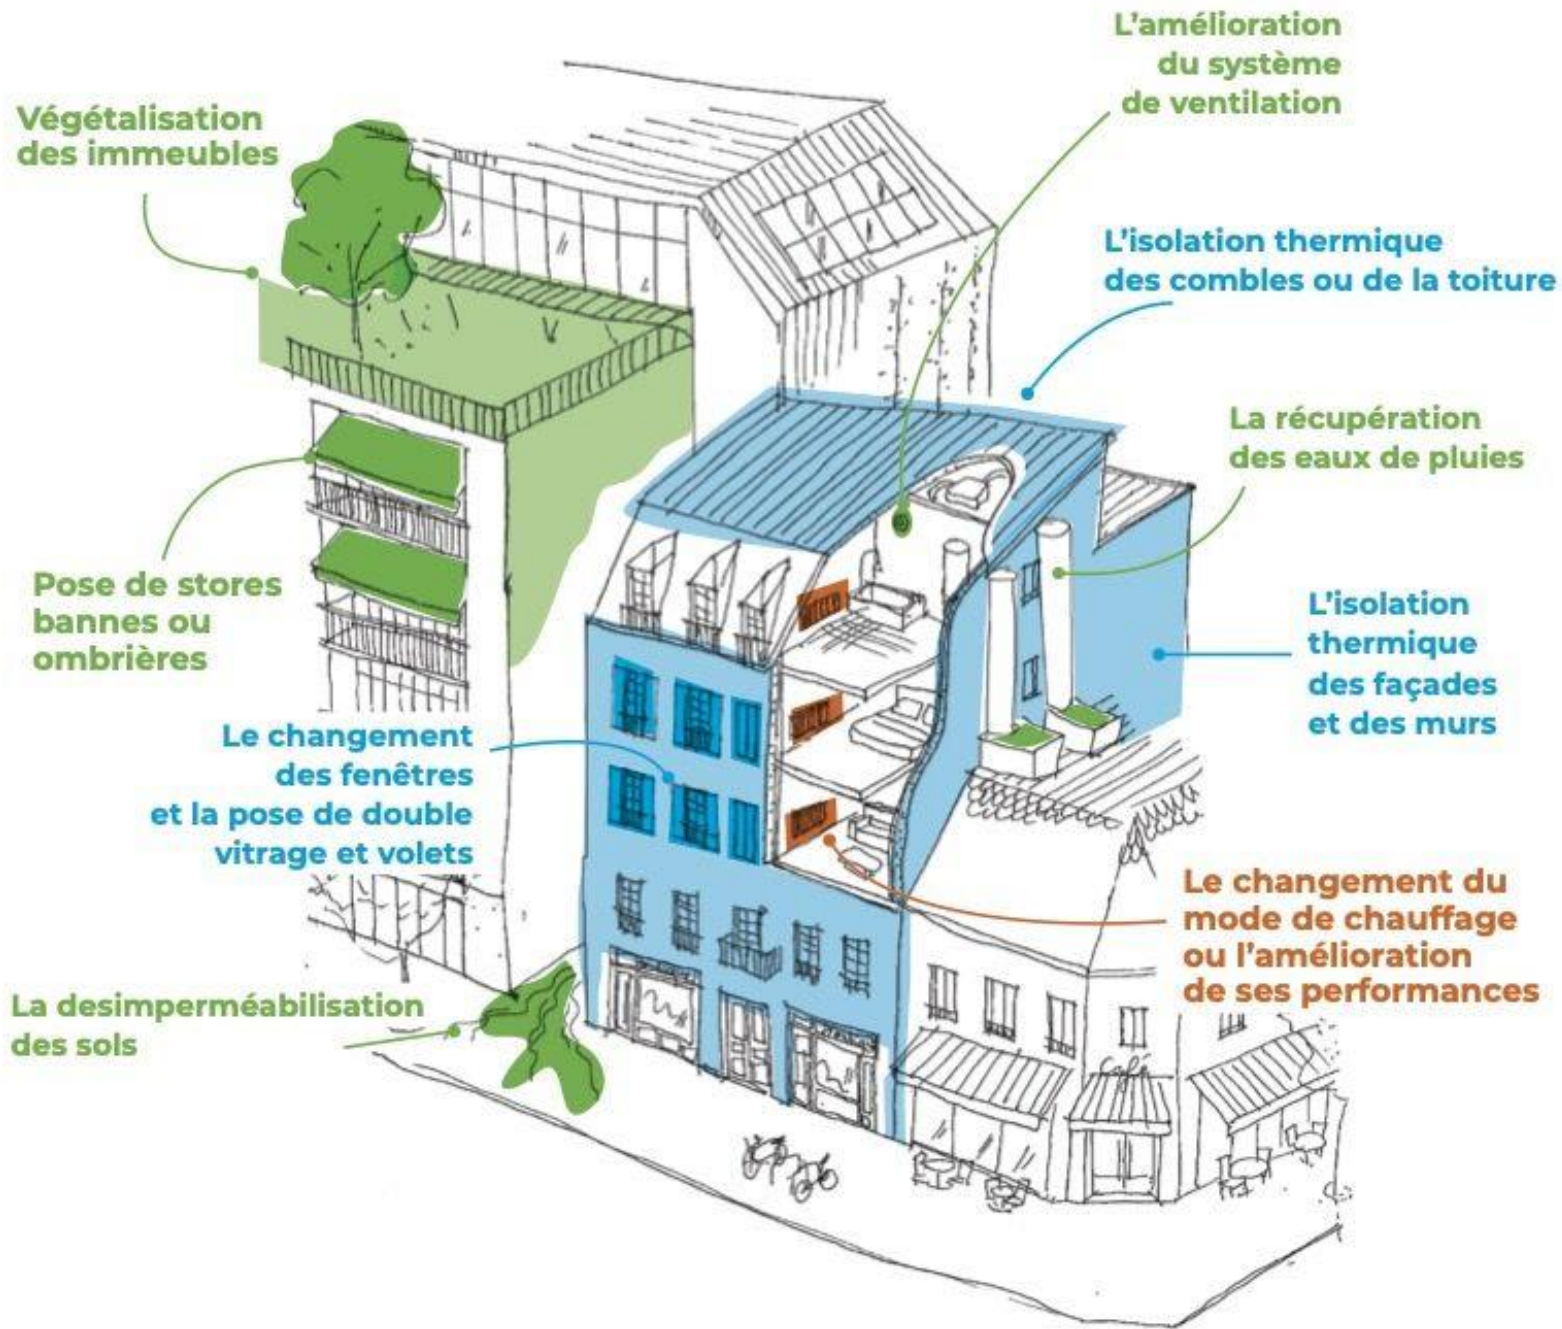 L'amélioration
du système
de ventilation
Végétalisation
des immeubles
L'isolation thermique
des combles ou de la toiture
La récupération
des eaux de pluies
Pose de stores
bannes ou
ombrières
L'isolation
thermique
des façades
et des murs
Le changement
des fenêtres
et la pose de double
vitrage et volets
Le changement du
mode de chauffage
ou l'amélioration
de ses performances
La desimperméabilisation
des sols
Café